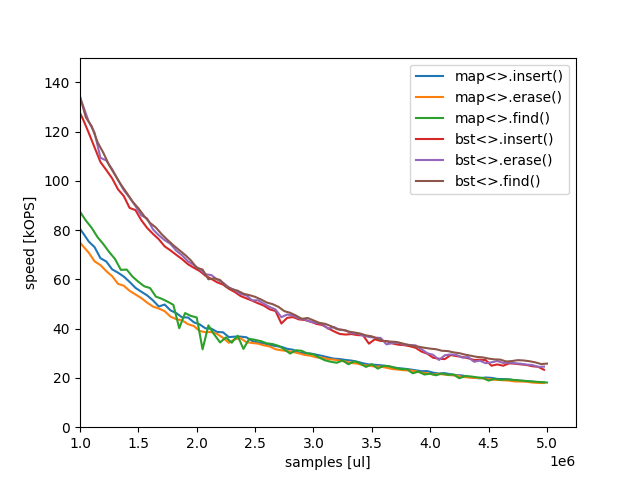 map<>.insert()
map<>.erase()
map<>.find()
bst<>.insert()
bst<>.erase()
bst<>.find()
speed [kOPS]
140
120
100
80
60
40
20
0
1.0 1.5 2.0 2.5 3.0 3.5 4.0 4.5 5.0
1e6
samples [ul]